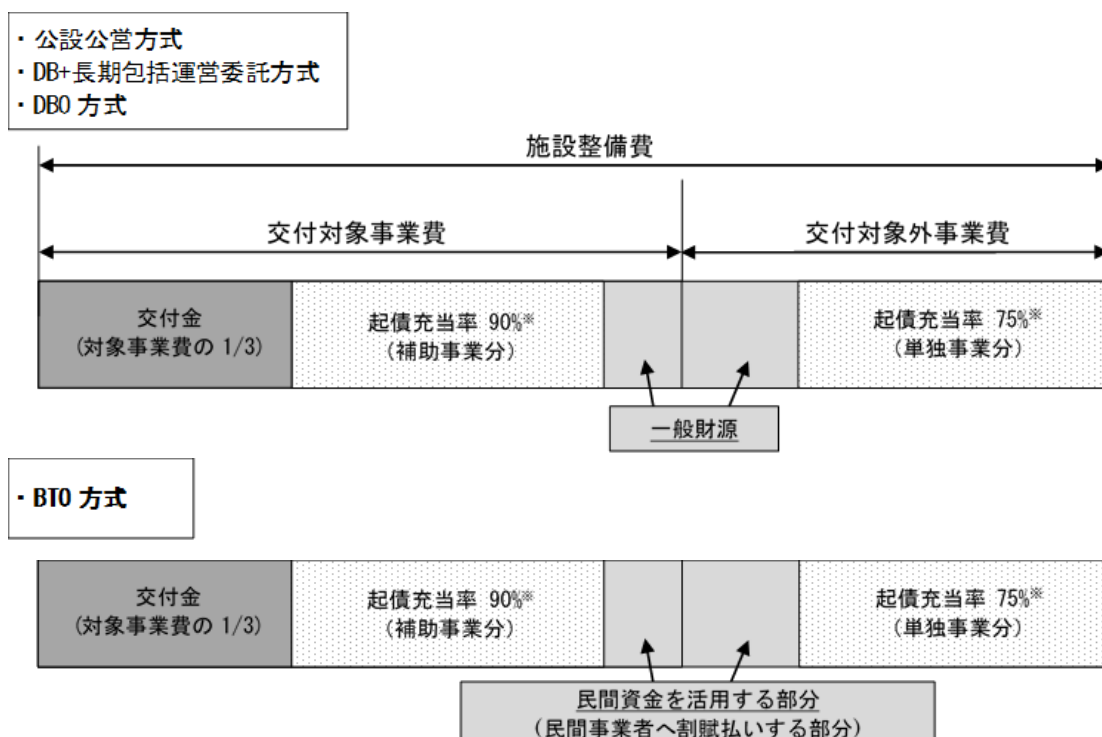 ・公設公営方式
・DB+長期包括運営委託方式
・DBO 方式
施設整備費
交付対象事業費
交付対象外事業費
交付金
(対象事業費の 1/3)
起債充当率 90%※
(補助事業分)
起債充当率 75%※
(単独事業分)
一般財源
・BTO 方式
交付金
(対象事業費の 1/3)
起債充当率 90%※
(補助事業分)
起債充当率 75%※
(単独事業分)
民間資金を活用する部分
(民間事業者へ割賦払いする部分)